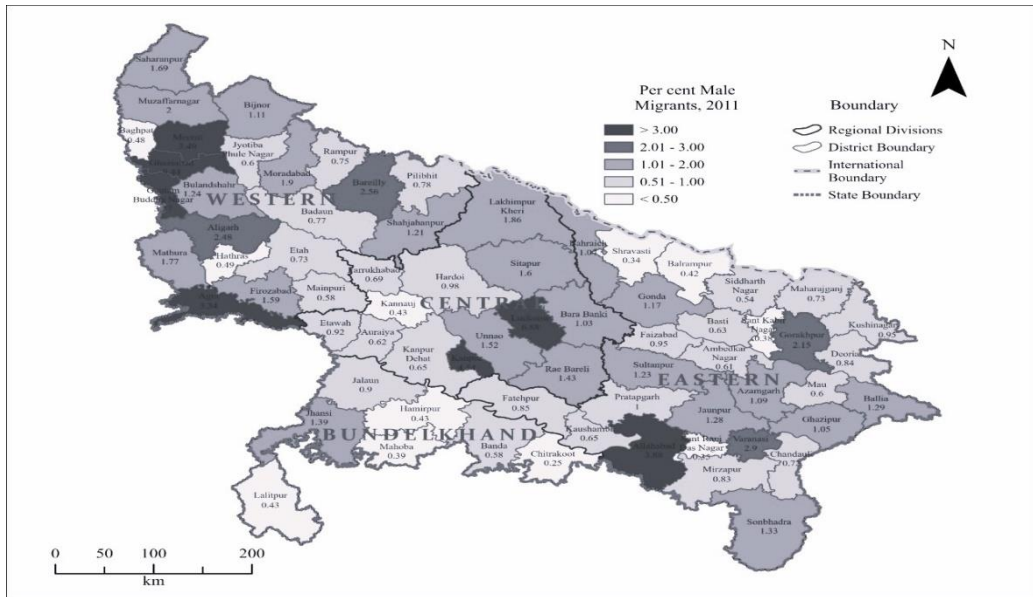 N
Per cent Male
Migrants, 2011
> 3.00
2.01 - 3.00
1.01 - 2.00
0.51 - 1.00
< 0.50
Boundary
Regional Divisions
District Boundary
International
Boundary
State Boundary
Saharanpur
1.69
Muzaffarnagar
2
Bijnor
1.11
Baghpat
0.48
Jyotiba
Phule Nagar
0.6
Rampur
0.75
Moradabad
1.9
Bareilly
2.58
Pilibhit
0.78
Bulandshahr
1.24
WESTERN
Badaun
0.77
Shahjahanpur
1.21
Aligarh
2.48
Hathras
0.49
Etah
0.73
Mathura
1.77
Firozabad
1.59
Mainpuri
0.58
Farrukhabad
0.69
Kannauj
0.43
Etawah
0.92
Auraiya
0.62
Lakhimpur
Kheri
1.86
Sitapur
1.6
Hardoi
0.98
CENTRAL
Bara Banki
1.03
Unnao
1.52
Kanpur
Dehat
0.65
Rae Bareli
1.43
Fatehpur
0.85
Bahraich
Shravasti
0.34
Balrampur
0.42
Gonda
1.17
Siddharth
Nagar
0.54
Maharajganj
0.73
Basti
0.63
Sant Kabir
Nagar
0.38
Gorakhpur
2.15
Kushinagar
0.95
Deoria
0.84
Faizabad
0.95
Ambedkar
Nagar
0.61
Sultanpur
1.23
EASTERN
Azamgarh
1.09
Mau
0.6
Ballia
1.29
Pratapgarh
1
Jaunpur
1.28
Ghazipur
1.05
Kaushambi
0.65
Varanasi
2.9
Chandauli
Mirzapur
0.83
Sonbhadra
1.33
Jalaun
0.9
Jhansi
1.39
Hamirpur
0.43
BUNDELKHAND
Mahoba
0.39
Banda
0.58
Chitrakoot
0.25
Lalitpur
0.43
0 50 100 200
km